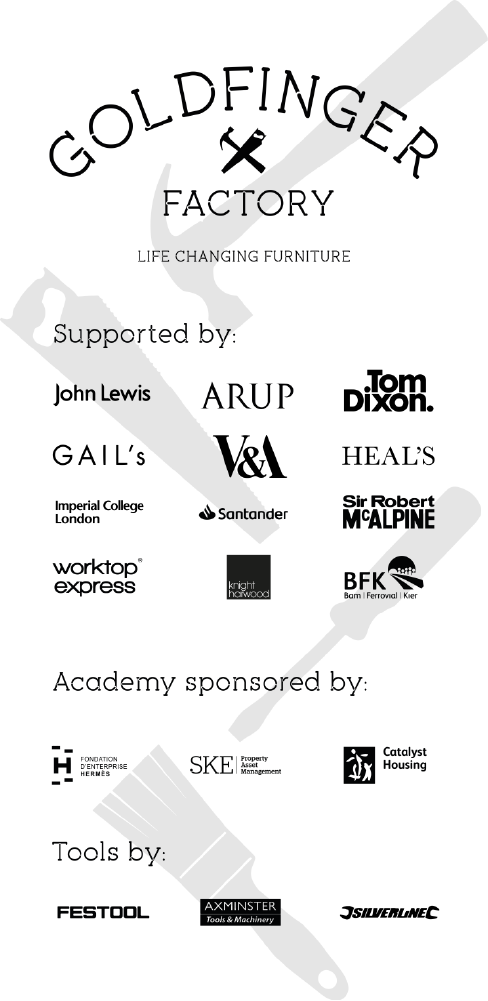 GOLDFINGER
FACTORY
LIFE CHANGING FURNITURE
Supported by:
John Lewis
ARUP
Tom
Dixon.
GAIL's
V&A
HEAL'S
Imperial College
London
Santander
Sir Robert
McALPINE
worktop®
express
knight
harwood
BFK
Bam | Ferrovial | Kier
Academy sponsored by:
H
FONDATION
D'ENTREPRISE
HERMÈS
SKE
Property
Asset
Management
Catalyst
Housing
Tools by:
FESTOOL
AXMINSTER
Tools & Machinery
SILVERLINE